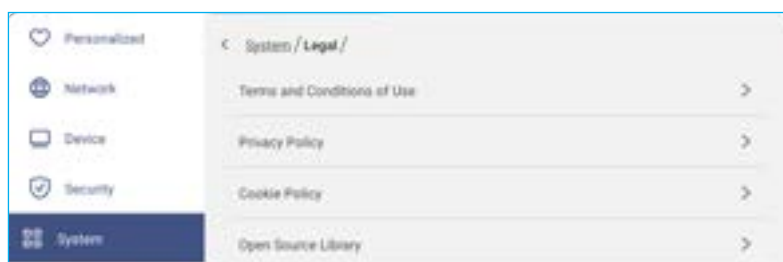 Personalized
Network
Device
Security
System
< System / Legal /
Terms and Conditions of Use
Privacy Policy
Cookie Policy
Open Source Library